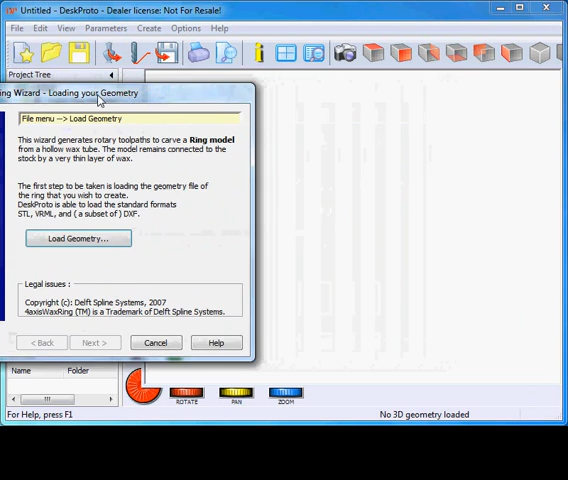 Untitled - DeskProto - Dealer license: Not For Resale!
File Edit View Parameters Create Options Help
Project Tree
ing Wizard - Loading your Geometry
File menu --> Load Geometry
This wizard generates rotary toolpaths to carve a Ring model
from a hollow wax tube. The model remains connected to the
stock by a very thin layer of wax.
The first step to be taken is loading the geometry file of
the ring that you wish to create.
DeskProto is able to load the standard formats
STL, VRML, and ( a subset of ) DXF.
Load Geometry...
Legal issues :
Copyright (c): Delft Spline Systems, 2007
4axisWaxRing (TM) is a Trademark of Delft Spline Systems.
< Back Next > Cancel Help
Name Folder
ROTATE PAN ZOOM
For Help, press F1 No 3D geometry loaded